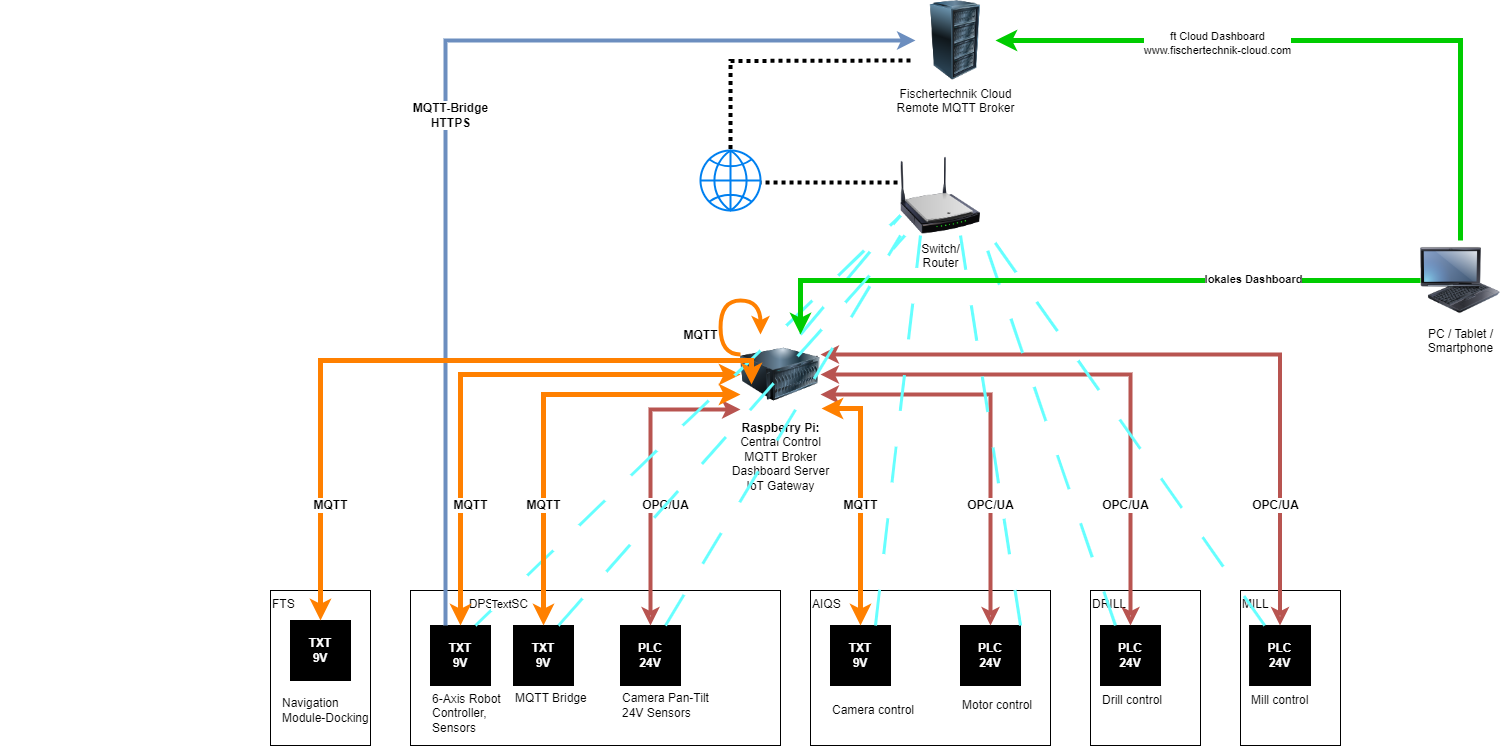 ft Cloud Dashboard
www.fischertechnik-cloud.com
Fischertechnik Cloud
Remote MQTT Broker
MQTT-Bridge
HTTPS
Switch/
Router
lokales Dashboard
PC / Tablet /
Smartphone
MQTT
Raspberry Pi:
Central Control
MQTT Broker
Dashboard Server
IoT Gateway
MQTT
MQTT
MQTT
OPC/UA
MQTT
OPC/UA
OPC/UA
OPC/UA
FTS
TXT
9V
Navigation
Module-Docking
DPS
Text
SC
TXT
9V
6-Axis Robot
Controller,
Sensors
TXT
9V
MQTT Bridge
PLC
24V
Camera Pan-Tilt
24V Sensors
AIQS
TXT
9V
Camera control
PLC
24V
Motor control
DRILL
PLC
24V
Drill control
MILL
PLC
24V
Mill control